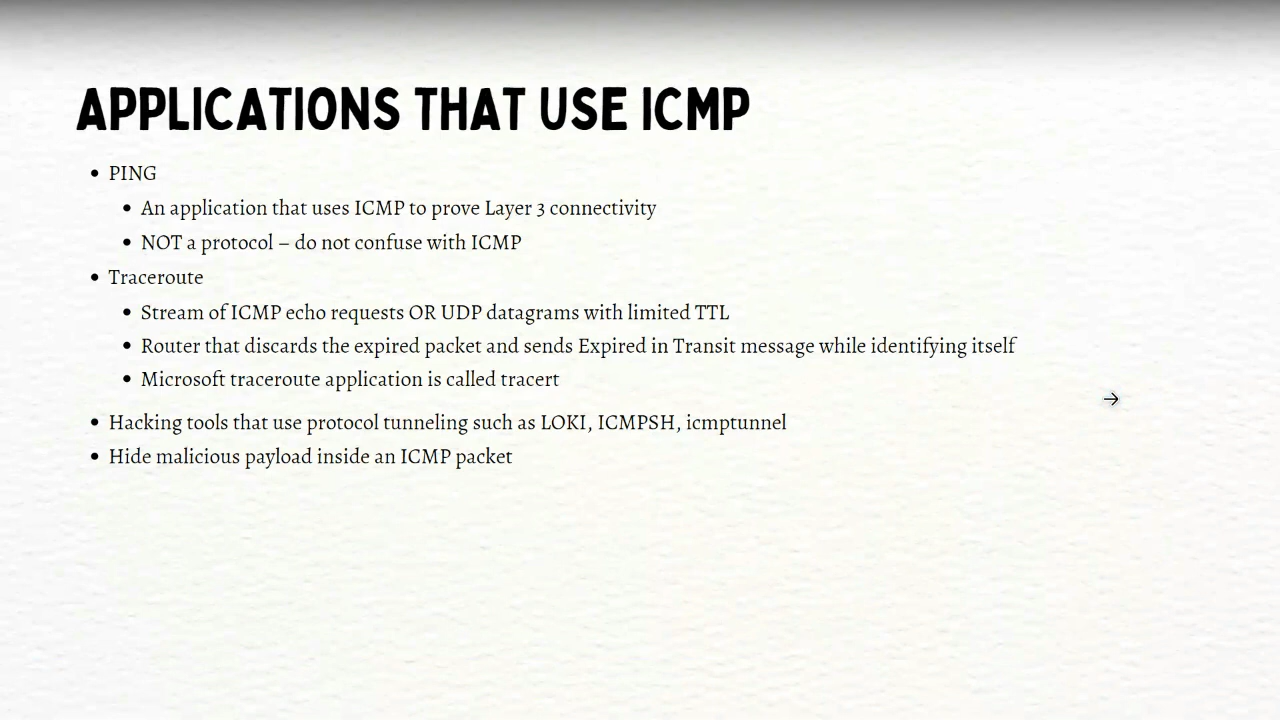 APPLICATIONS THAT USE ICMP
• PING
• An application that uses ICMP to prove Layer 3 connectivity
• NOT a protocol – do not confuse with ICMP
• Traceroute
• Stream of ICMP echo requests OR UDP datagrams with limited TTL
• Router that discards the expired packet and sends Expired in Transit message while identifying itself
• Microsoft traceroute application is called tracert
• Hacking tools that use protocol tunneling such as LOKI, ICMPSH, icmptunnel
• Hide malicious payload inside an ICMP packet